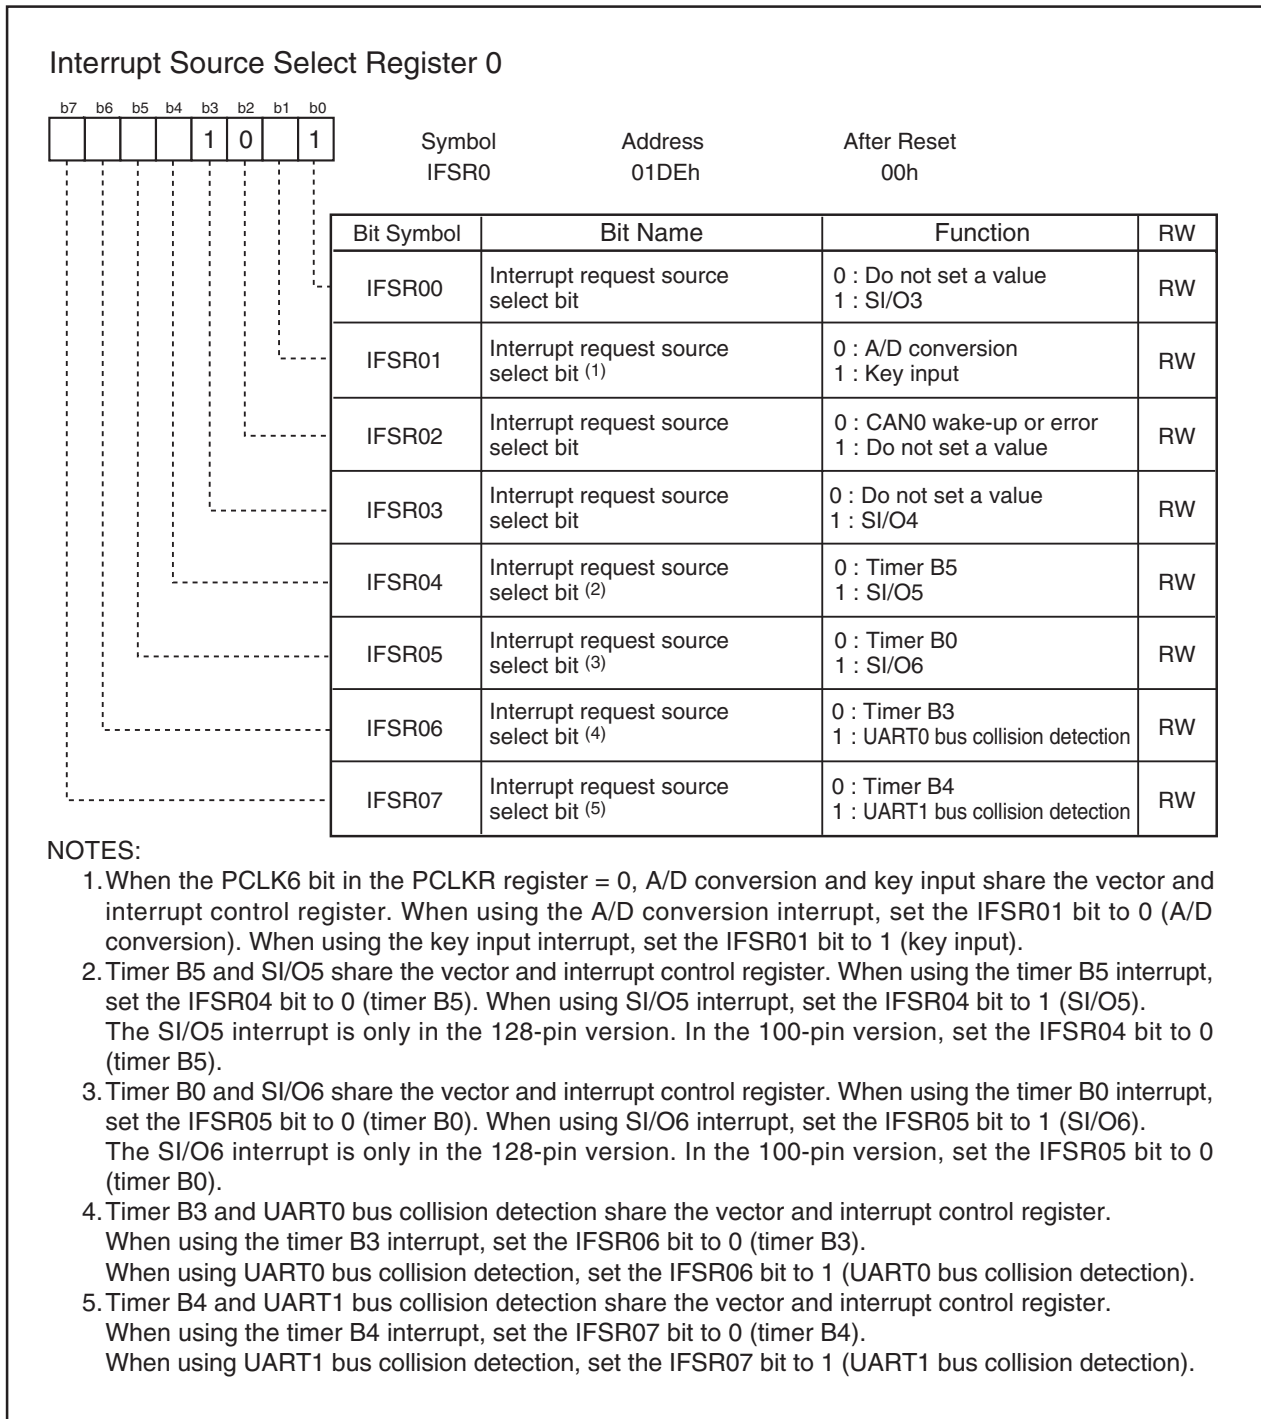 Interrupt Source Select Register 0
b7 b6 b5 b4 b3 b2 b1 b0
1 0 1
Symbol Address After Reset
IFSR0 01DEh 00h
Bit Symbol Bit Name Function RW
IFSR00 Interrupt request source select bit 0 : Do not set a value 1 : SI/O3 RW
IFSR01 Interrupt request source select bit (1) 0 : A/D conversion 1 : Key input RW
IFSR02 Interrupt request source select bit 0 : CAN0 wake-up or error 1 : Do not set a value RW
IFSR03 Interrupt request source select bit 0 : Do not set a value 1 : SI/O4 RW
IFSR04 Interrupt request source select bit (2) 0 : Timer B5 1 : SI/O5 RW
IFSR05 Interrupt request source select bit (3) 0 : Timer B0 1 : SI/O6 RW
IFSR06 Interrupt request source select bit (4) 0 : Timer B3 1 : UART0 bus collision detection RW
IFSR07 Interrupt request source select bit (5) 0 : Timer B4 1 : UART1 bus collision detection RW
NOTES:
1. When the PCLK6 bit in the PCLKR register = 0, A/D conversion and key input share the vector and
interrupt control register. When using the A/D conversion interrupt, set the IFSR01 bit to 0 (A/D
conversion). When using the key input interrupt, set the IFSR01 bit to 1 (key input).
2. Timer B5 and SI/O5 share the vector and interrupt control register. When using the timer B5 interrupt,
set the IFSR04 bit to 0 (timer B5). When using SI/O5 interrupt, set the IFSR04 bit to 1 (SI/O5).
The SI/O5 interrupt is only in the 128-pin version. In the 100-pin version, set the IFSR04 bit to 0
(timer B5).
3. Timer B0 and SI/O6 share the vector and interrupt control register. When using the timer B0 interrupt,
set the IFSR05 bit to 0 (timer B0). When using SI/O6 interrupt, set the IFSR05 bit to 1 (SI/O6).
The SI/O6 interrupt is only in the 128-pin version. In the 100-pin version, set the IFSR05 bit to 0
(timer B0).
4. Timer B3 and UART0 bus collision detection share the vector and interrupt control register.
When using the timer B3 interrupt, set the IFSR06 bit to 0 (timer B3).
When using UART0 bus collision detection, set the IFSR06 bit to 1 (UART0 bus collision detection).
5. Timer B4 and UART1 bus collision detection share the vector and interrupt control register.
When using the timer B4 interrupt, set the IFSR07 bit to 0 (timer B4).
When using UART1 bus collision detection, set the IFSR07 bit to 1 (UART1 bus collision detection).